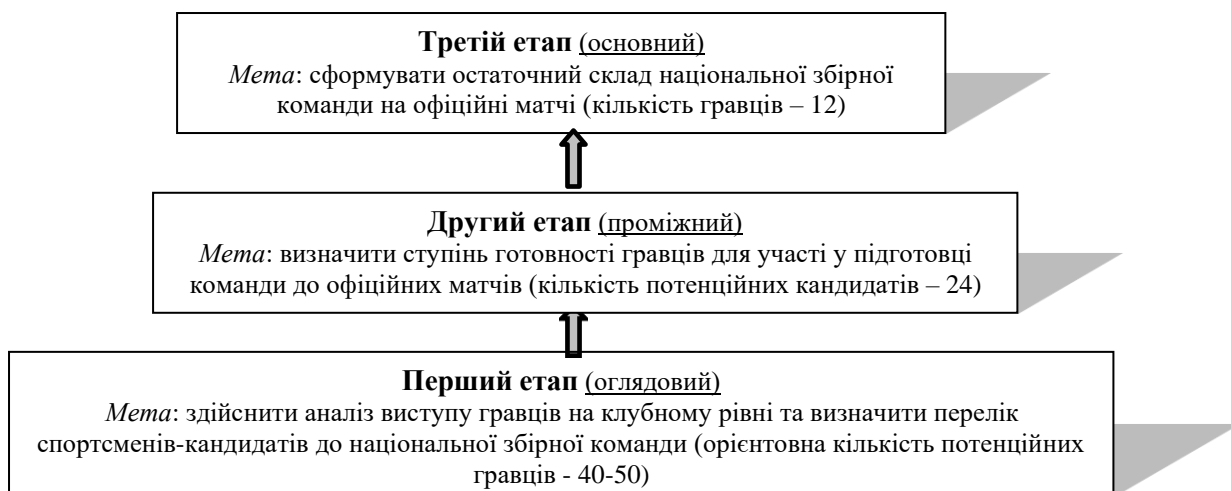 Третій етап (основний)
Мета: сформувати остаточний склад національної збірної
команди на офіційні матчі (кількість гравців – 12)
Другий етап (проміжний)
Мета: визначити ступінь готовності гравців для участі у підготовці
команди до офіційних матчів (кількість потенційних кандидатів – 24)
Перший етап (оглядовий)
Мета: здійснити аналіз виступу гравців на клубному рівні та визначити перелік
спортсменів-кандидатів до національної збірної команди (орієнтовна кількість потенційних
гравців - 40-50)